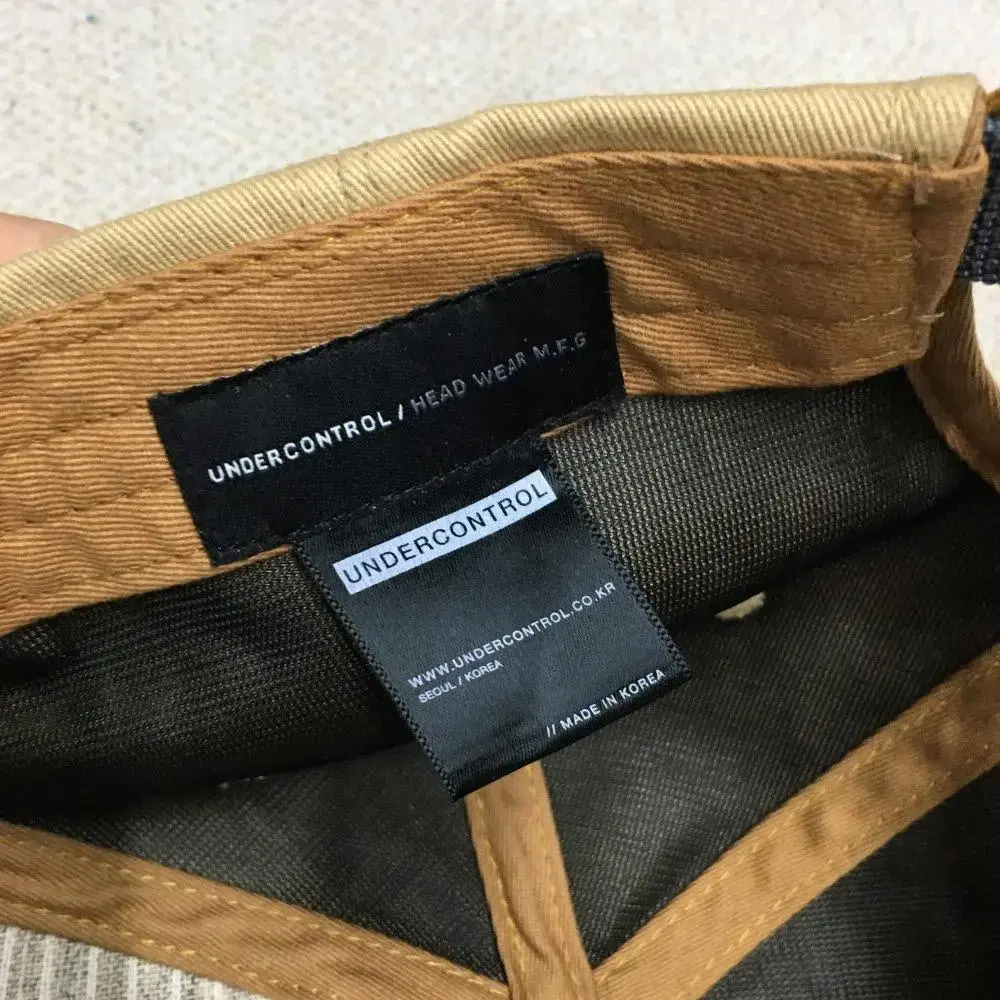 UNDERCONTROL / HEAD WEAR M.F.G
UNDERCONTROL
WWW.UNDERCONTROL.CO.KR
SEOUL / KOREA
// MADE IN KOREA